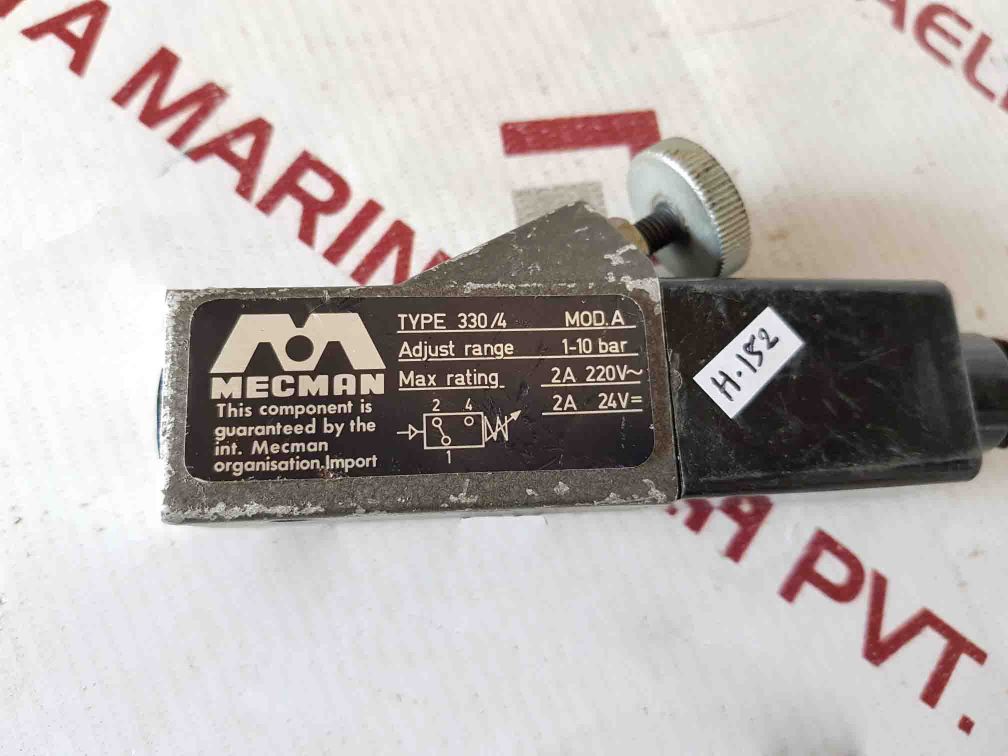 A MARIN
AELI
MECMAN
This component is
guaranteed by the
int. Mecman
organisation. Import
TYPE 330/4 MOD. A
Adjust range 1-10 bar
Max rating 2A 220V~
2A 24V=
2 4
1
H.152
PVT.